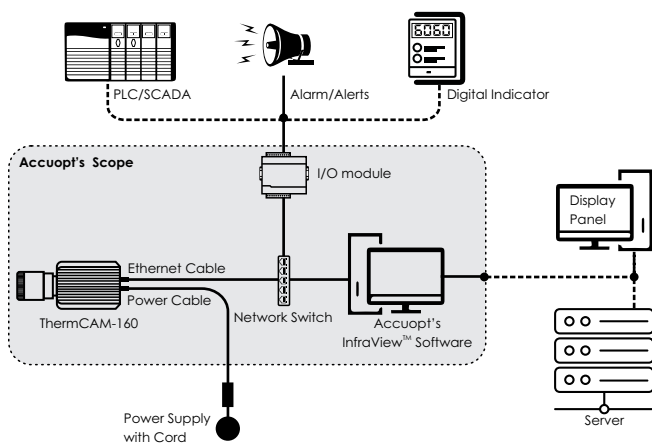 6060
PLC/SCADA
Alarm/Alerts
Digital Indicator
Accuopt's Scope
I/O module
Display
Panel
Ethernet Cable
Power Cable
ThermCAM-160
Network Switch
Accuopt's
InfraView™ Software
Server
Power Supply
with Cord